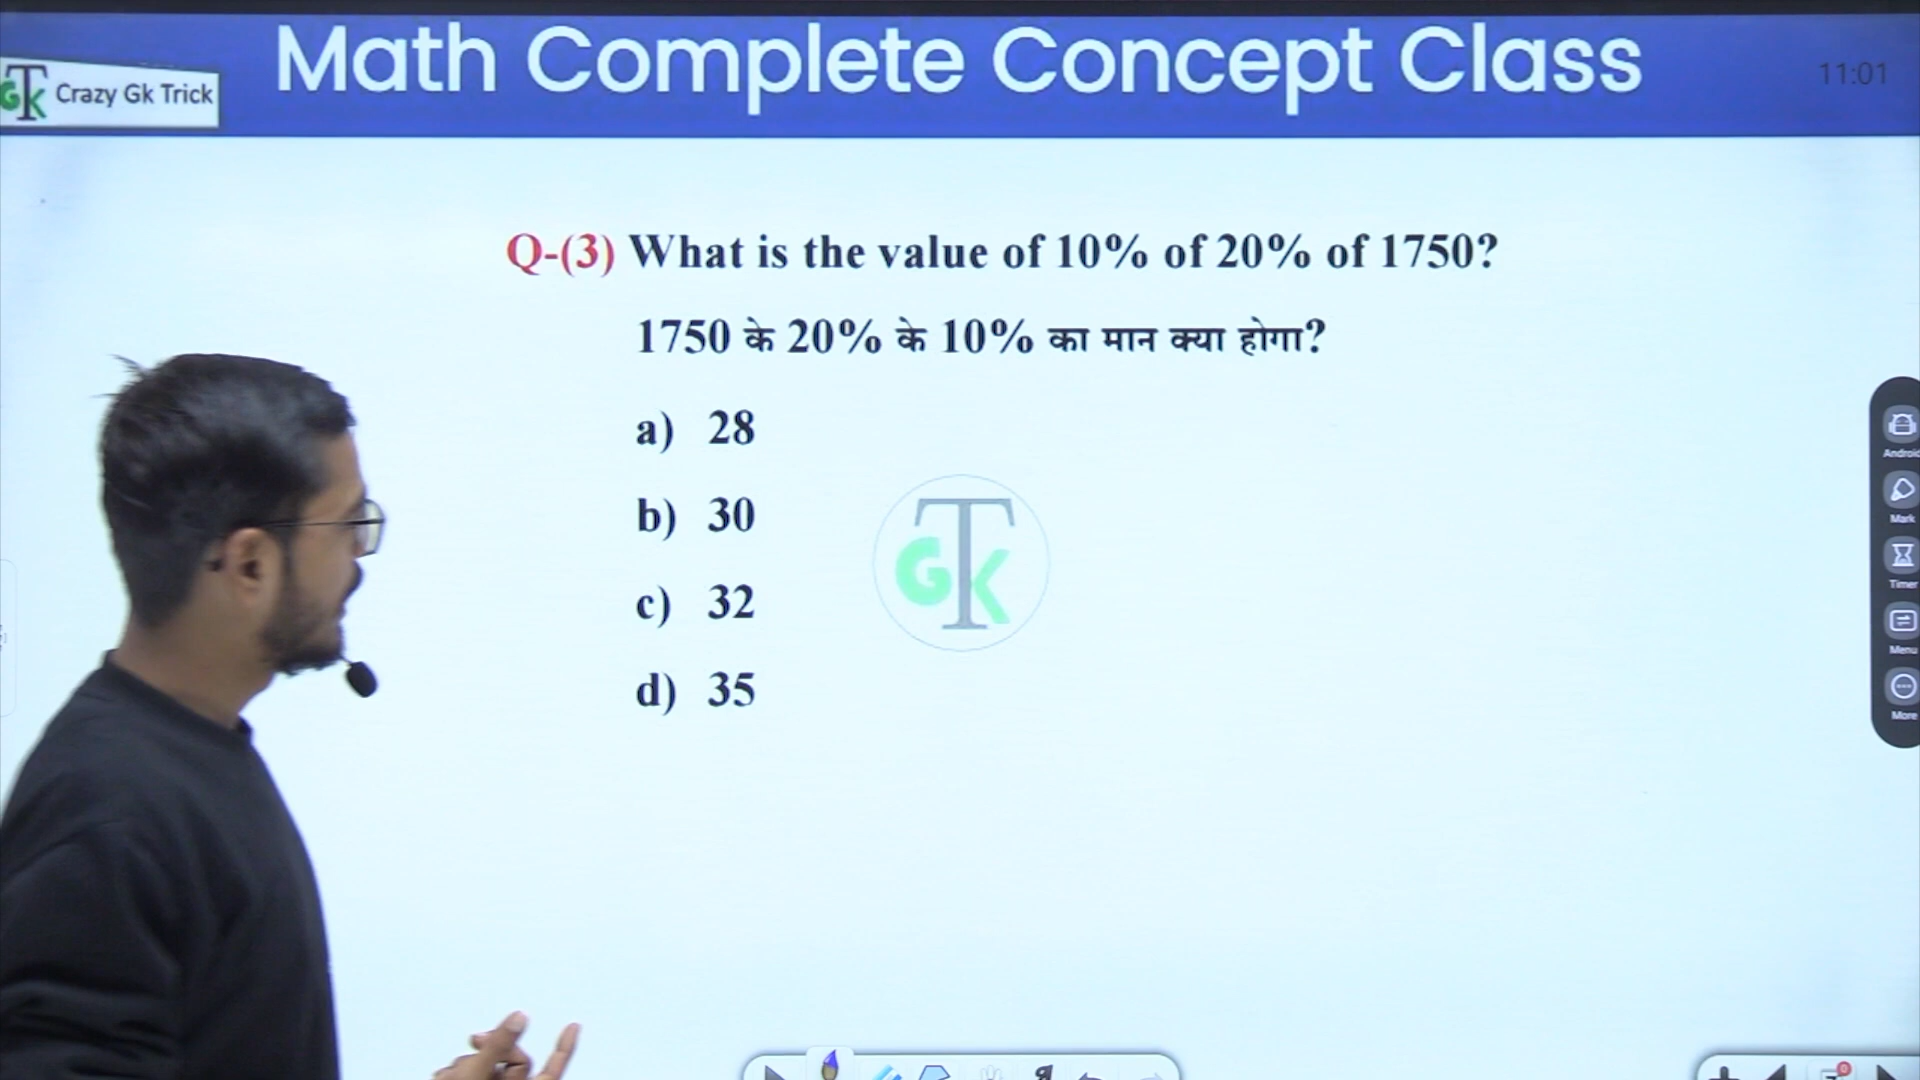 Math Complete Concept Class
11:01
GTK Crazy Gk Trick
Q-(3) What is the value of 10% of 20% of 1750?
1750 के 20% के 10% का मान क्या होगा?
a) 28
b) 30
c) 32
d) 35
GTK
Android
Mark
Timer
Menu
More